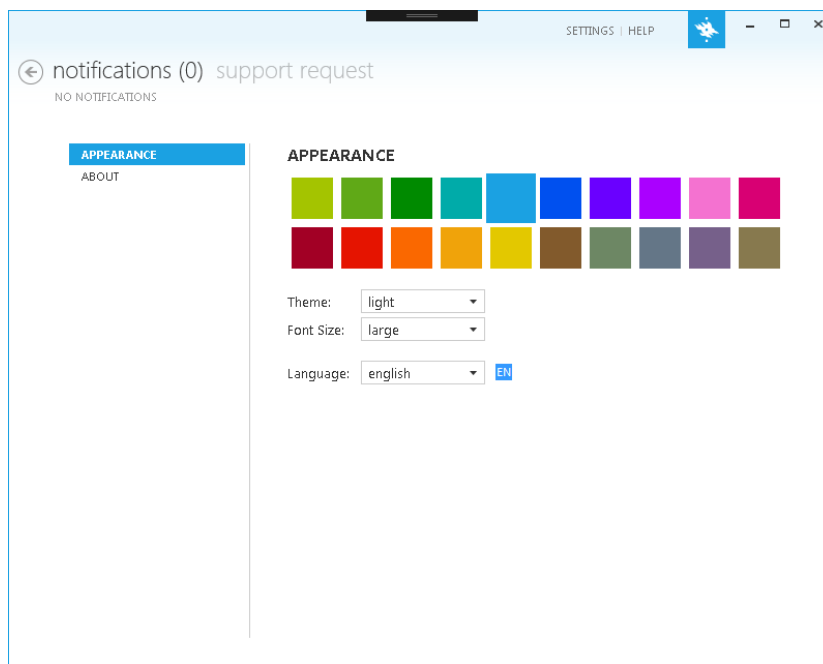 SETTINGS | HELP
notifications (0) support request
NO NOTIFICATIONS
APPEARANCE
ABOUT
APPEARANCE
Theme: light
Font Size: large
Language: english EN